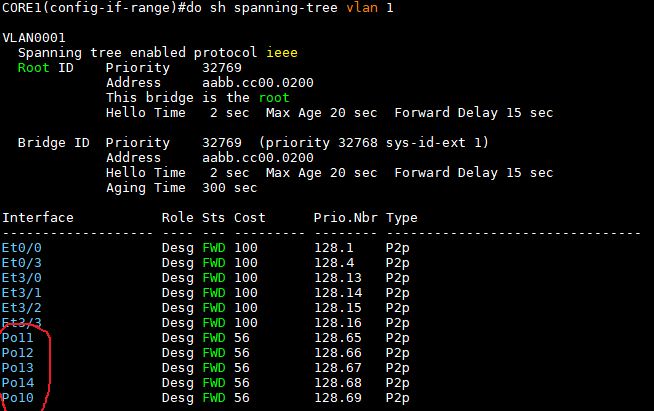 CORE1(config-if-range)#do sh spanning-tree vlan 1
VLAN0001
Spanning tree enabled protocol ieee
Root ID Priority 32769
Address aabb.cc00.0200
This bridge is the root
Hello Time 2 sec Max Age 20 sec Forward Delay 15 sec
Bridge ID Priority 32769 (priority 32768 sys-id-ext 1)
Address aabb.cc00.0200
Hello Time 2 sec Max Age 20 sec Forward Delay 15 sec
Aging Time 300 sec
Interface Role Sts Cost Prio.Nbr Type
------------------- ---- --- --------- -------- --------------------------------
Et0/0 Desg FWD 100 128.1 P2p
Et0/3 Desg FWD 100 128.4 P2p
Et3/0 Desg FWD 100 128.13 P2p
Et3/1 Desg FWD 100 128.14 P2p
Et3/2 Desg FWD 100 128.15 P2p
Et3/3 Desg FWD 100 128.16 P2p
Po11 Desg FWD 56 128.65 P2p
Po12 Desg FWD 56 128.66 P2p
Po13 Desg FWD 56 128.67 P2p
Po14 Desg FWD 56 128.68 P2p
Po10 Desg FWD 56 128.69 P2p